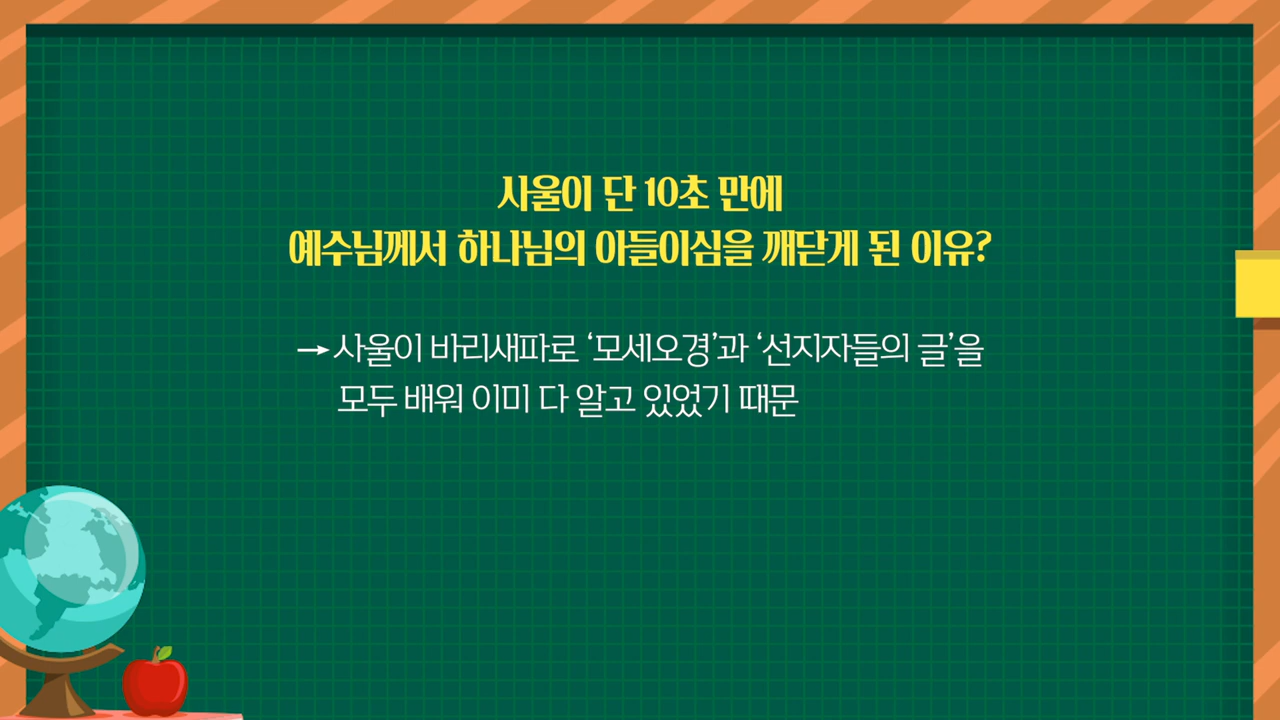 사울이 단 10초 만에
예수님께서 하나님의 아들이심을 깨닫게 된 이유?
→사울이 바리새파로 ‘모세오경’과 ‘선지자들의 글’을
모두 배워 이미 다 알고 있었기 때문